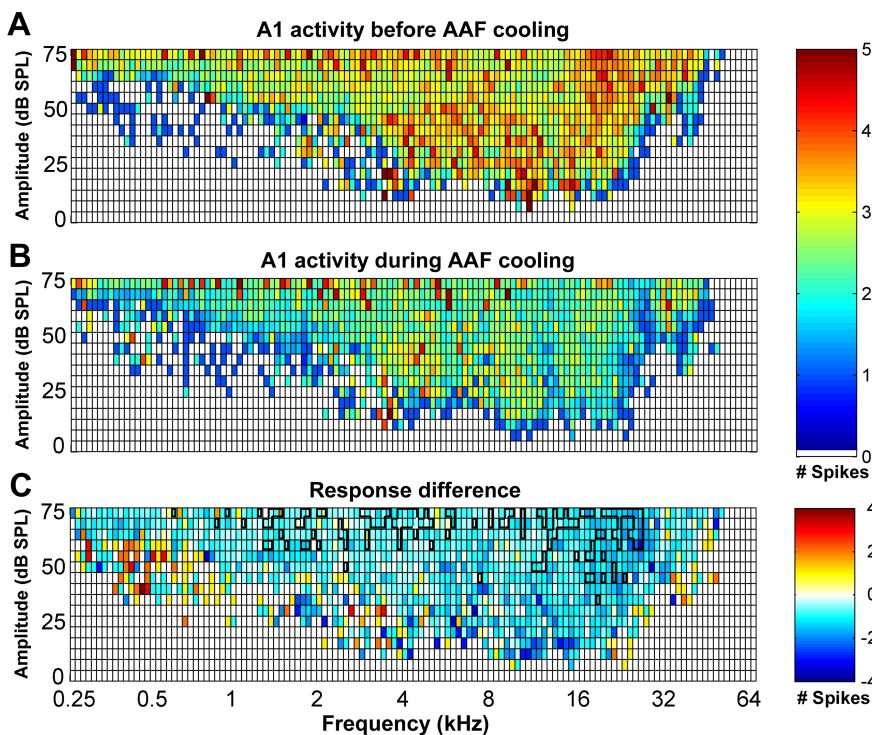 A
A1 activity before AAF cooling
75
50
25
0
Amplitude (dB SPL)
5
4
3
2
1
0
# Spikes
B
A1 activity during AAF cooling
75
50
25
0
Amplitude (dB SPL)
C
Response difference
75
50
25
0
Amplitude (dB SPL)
0.25 0.5 1 2 4 8 16 32 64
Frequency (kHz)
4
2
0
-2
-4
# Spikes